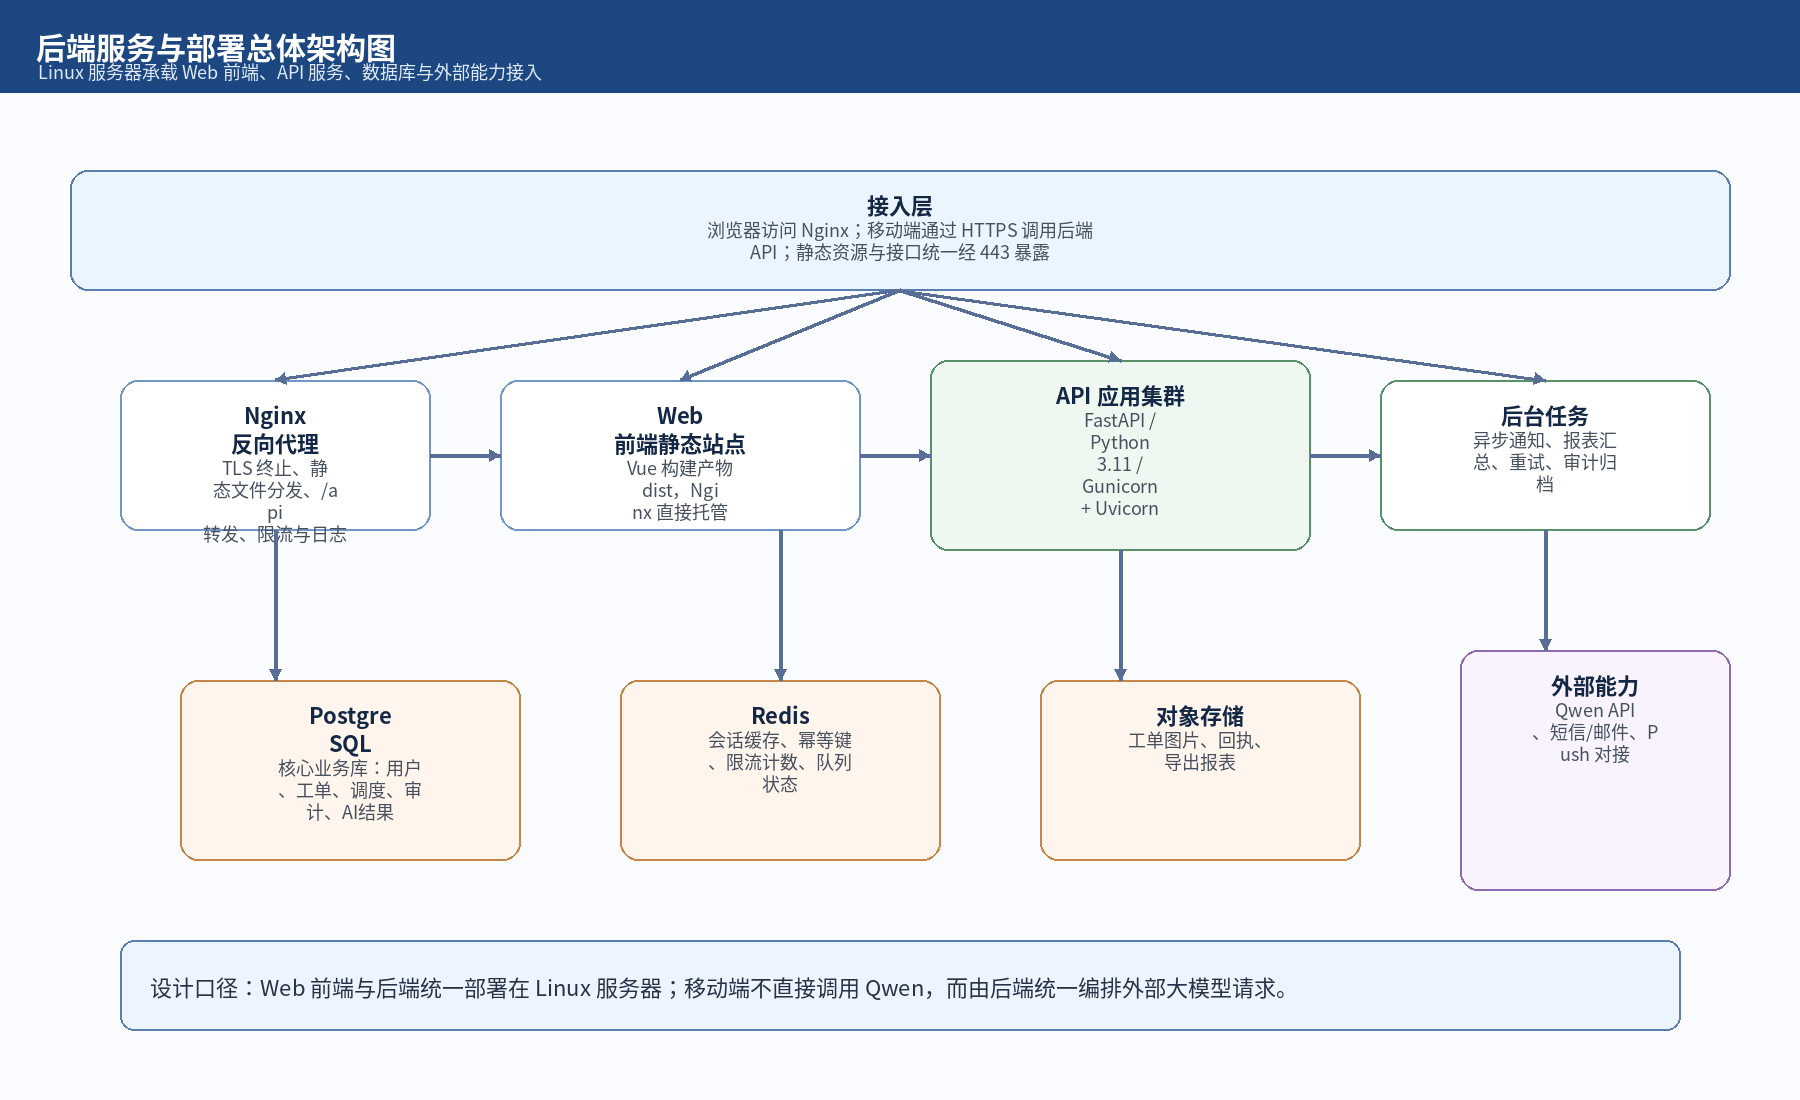 后端服务与部署总体架构图
Linux 服务器承载 Web 前端、API 服务、数据库与外部能力接入
接入层
浏览器访问 Nginx；移动端通过 HTTPS 调用后端
API；静态资源与接口统一经 443 暴露
Nginx
反向代理
TLS 终止、静
态文件分发、/a
pi
转发、限流与日志
Web
前端静态站点
Vue 构建产物
dist，Ngi
nx 直接托管
API 应用集群
FastAPI /
Python
3.11 /
Gunicorn
+ Uvicorn
后台任务
异步通知、报表汇
总、重试、审计归
档
Postgre
SQL
核心业务库：用户
、工单、调度、审
计、AI结果
Redis
会话缓存、幂等键
、限流计数、队列
状态
对象存储
工单图片、回执、
导出报表
外部能力
Qwen API
、短信/邮件、P
ush 对接
设计口径：Web 前端与后端统一部署在 Linux 服务器；移动端不直接调用 Qwen，而由后端统一编排外部大模型请求。